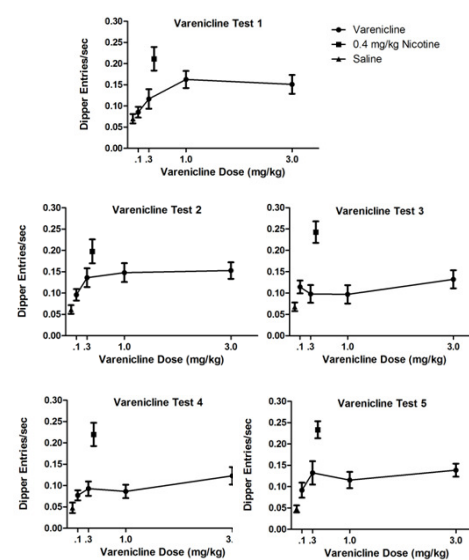 Varenicline Test 1
Varenicline
0.4 mg/kg Nicotine
Saline
Dipper Entries/sec
0.30
0.25
0.20
0.15
0.10
0.05
0.00
.1 .3 1.0 3.0
Varenicline Dose (mg/kg)
Varenicline Test 2
Dipper Entries/sec
0.30
0.25
0.20
0.15
0.10
0.05
0.00
.1 .3 1.0 3.0
Varenicline Dose (mg/kg)
Varenicline Test 3
Dipper Entries/sec
0.30
0.25
0.20
0.15
0.10
0.05
0.00
.1 .3 1.0 3.0
Varenicline Dose (mg/kg)
Varenicline Test 4
Dipper Entries/sec
0.30
0.25
0.20
0.15
0.10
0.05
0.00
.1 .3 1.0 3.
Varenicline Dose (mg/kg)
Varenicline Test 5
Dipper Entries/sec
0.30
0.25
0.20
0.15
0.10
0.05
0.00
.1 .3 1.0 3.0
Varenicline Dose (mg/kg)